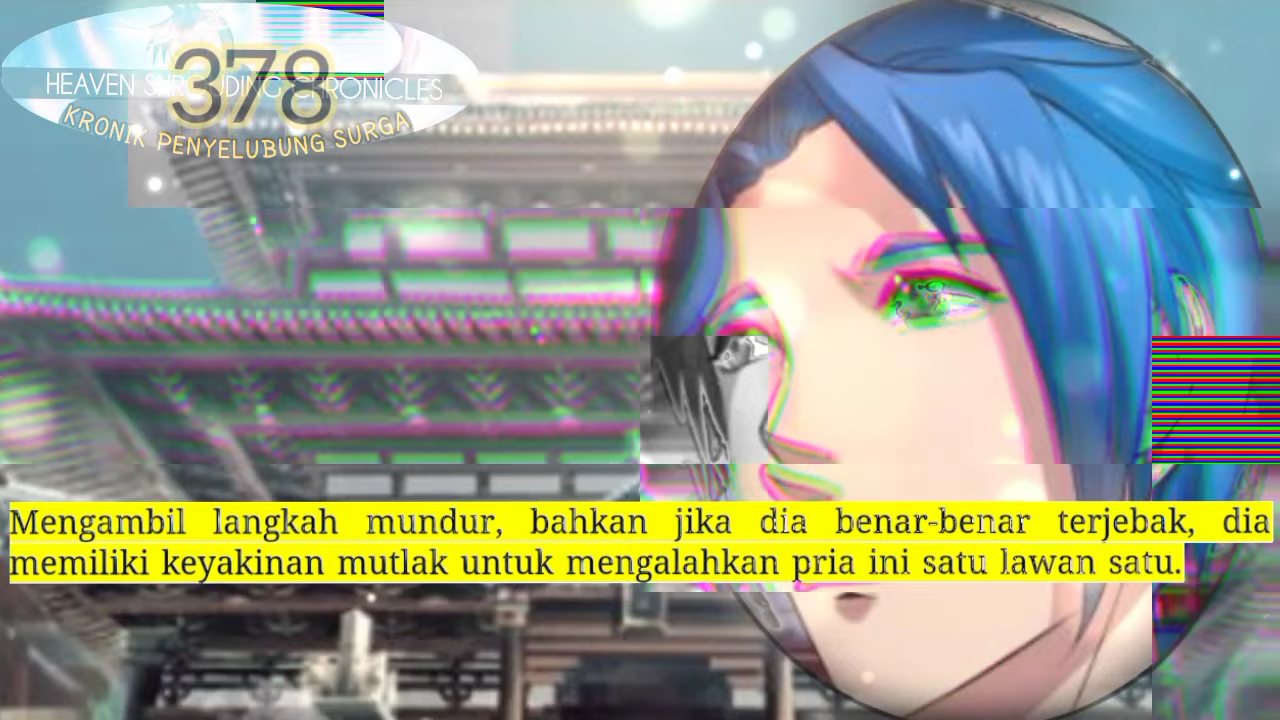 378
HEAVEN SHROUDING CHRONICLES
KRONIK PENYELUBUNG SURGA
Mengambil langkah mundur, bahkan jika dia benar-benar terjebak, dia
memiliki keyakinan mutlak untuk mengalahkan pria ini satu lawan satu.